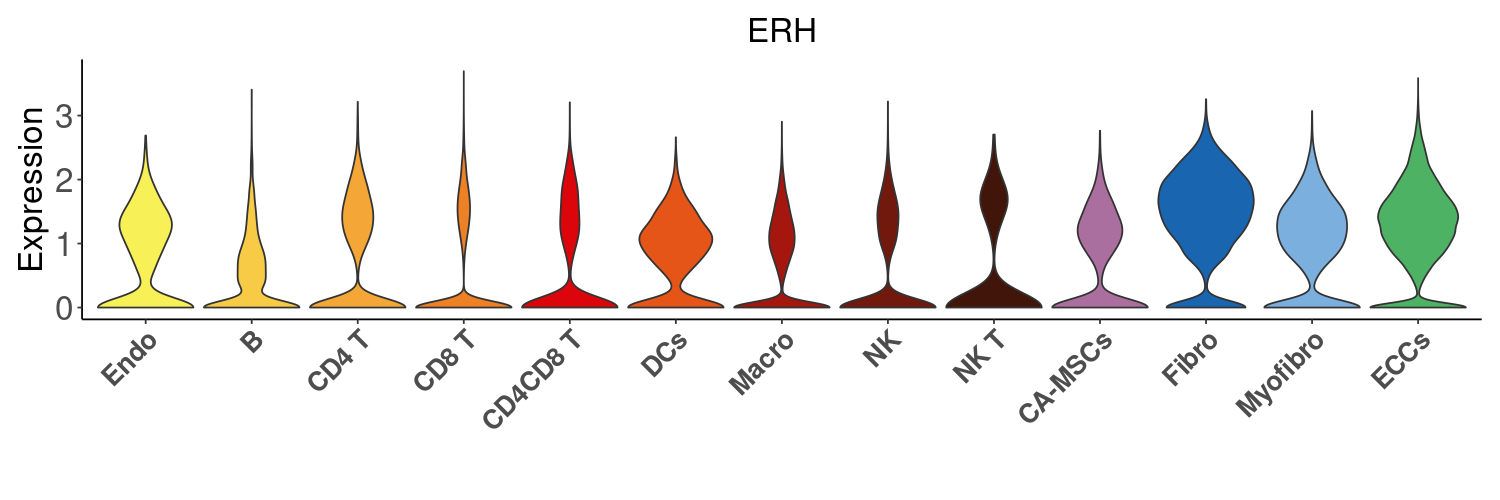 ERH
Expression
3
2
1
0
Endo
B
CD4 T
CD8 T
CD4CD8 T
DCs
Macro
NK
NK T
CA-MSCs
Fibro
Myofibro
ECCs